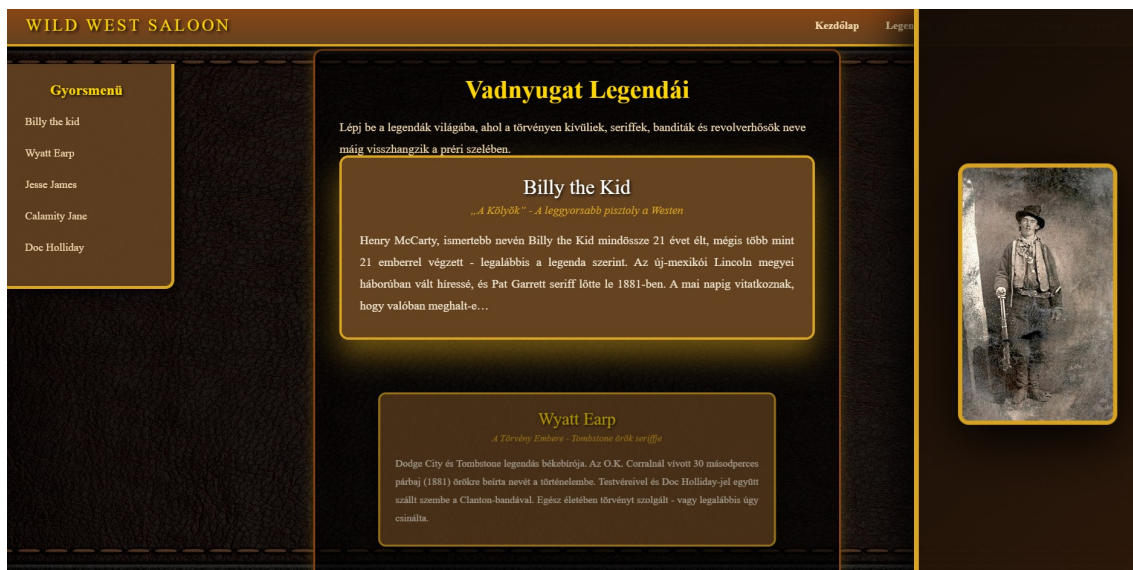 WILD WEST SALOON
Kezdőlap Legen
Gyorsmenü
Billy the kid
Wyatt Earp
Jesse James
Calamity Jane
Doc Holliday
Vadnyugat Legendái
Lépj be a legendák világába, ahol a törvényen kívüliek, seriffek, banditák és revolverhősök neve
máig visszhangzik a préri szelében.
Billy the Kid
„A Kölyök” - A leggyorsabb pisztoly a Westen
Henry McCarty, ismertebb nevén Billy the Kid mindössze 21 évet élt, mégis több mint
21 emberrel végzett - legalábbis a legenda szerint. Az új-mexikói Lincoln megyei
háborúban vált híressé, és Pat Garrett seriff lőtte le 1881-ben. A mai napig vitatkoznak,
hogy valóban meghalt-e…
Wyatt Earp
A Törvény Embere - Tombstone örök seriffje
Dodge City és Tombstone legendás békebírója. Az O.K. Corralnál vívott 30 másodperces
párbaj (1881) örökre beírta nevét a történelembe. Testvéreivel és Doc Holliday-jel együtt
szállt szembe a Clanton-bandával. Egész életében törvényt szolgált - vagy legalábbis úgy
csinálta.